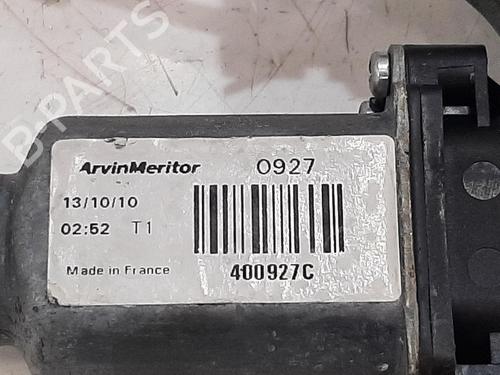 B-PARTS
ArvinMeritor 0927
13/10/10
02:52 T1
Made in France 400927C